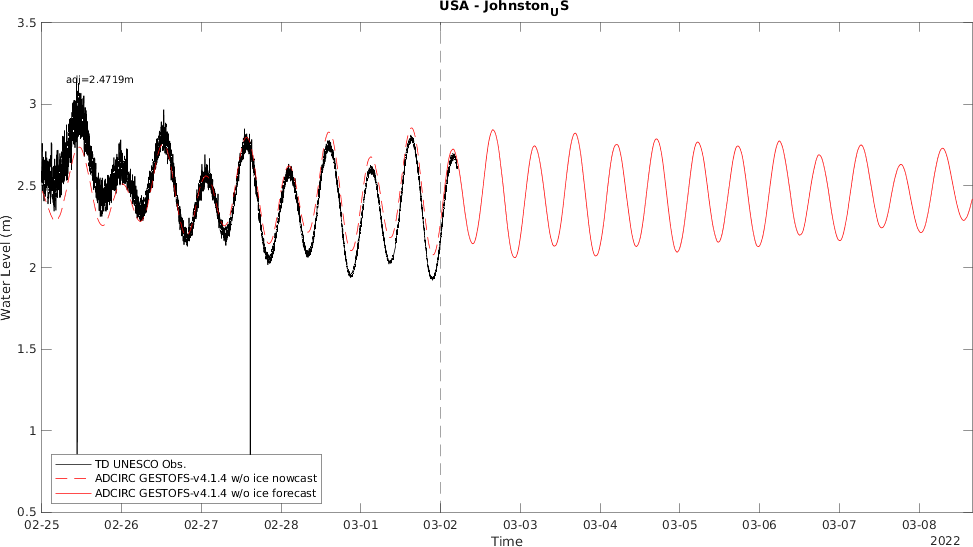 USA - Johnston_US
adj=2.4719m
3.5
3
2.5
2
1.5
1
0.5
Water Level (m)
TD UNESCO Obs.
ADCIRC GESTOFS-v4.1.4 w/o ice nowcast
ADCIRC GESTOFS-v4.1.4 w/o ice forecast
02-25 02-26 02-27 02-28 03-01 03-02 03-03 03-04 03-05 03-06 03-07 03-08
Time
2022